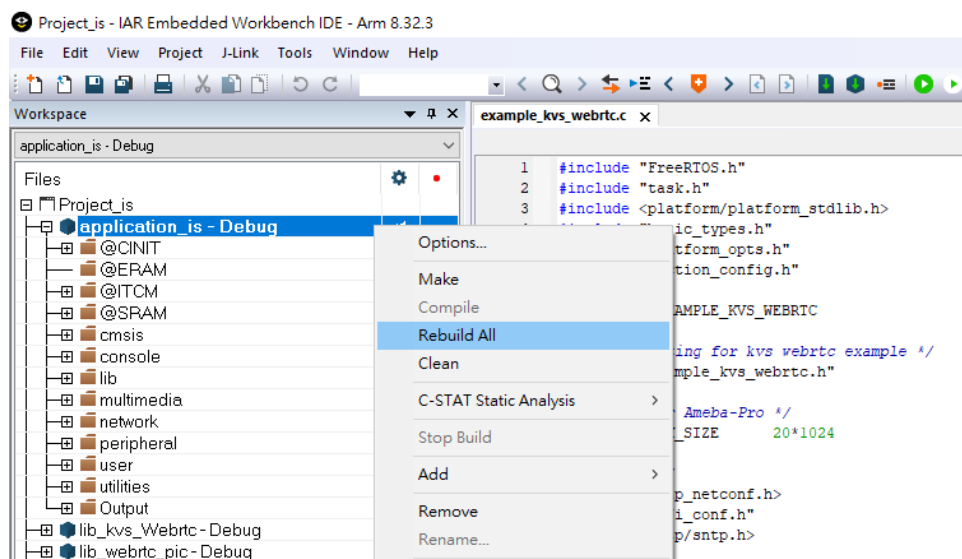 Project_is - IAR Embedded Workbench IDE - Arm 8.32.3
File Edit View Project J-Link Tools Window Help
Workspace
application_is - Debug
Files
Project_is
application_is - Debug
@CINIT
@ERAM
@ITCM
@SRAM
cmsis
console
lib
multimedia
network
peripheral
user
utilities
Output
lib_kvs_Webrtc - Debug
lib_webrtc_pic - Debug
Options...
Make
Compile
Rebuild All
Clean
C-STAT Static Analysis
Stop Build
Add
Remove
Rename...
example_kvs_webrtc.c
1 #include "FreeRTOS.h"
2 #include "task.h"
3 #include <platform/platform_stdlib.h>
ic_types.h"
tform_opts.h"
tion_config.h"
AMPLE_KVS_WEBRTC
ing for kvs webrtc example */
mple_kvs_webrtc.h"
Ameba-Pro */
_SIZE 20*1024
p_netconf.h>
i_conf.h"
p/sntp.h>